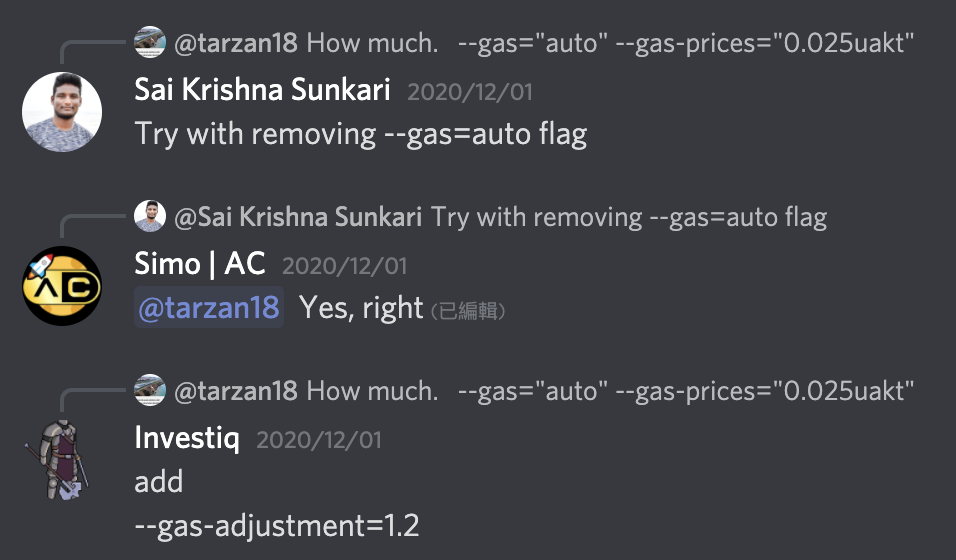 @tarzan18 How much. --gas="auto" --gas-prices="0.025uakt"
Sai Krishna Sunkari 2020/12/01
Try with removing --gas=auto flag
@Sai Krishna Sunkari Try with removing --gas=auto flag
AC
Simo | AC 2020/12/01
@tarzan18 Yes, right (已編輯)
@tarzan18 How much. --gas="auto" --gas-prices="0.025uakt"
Investiq 2020/12/01
add
--gas-adjustment=1.2